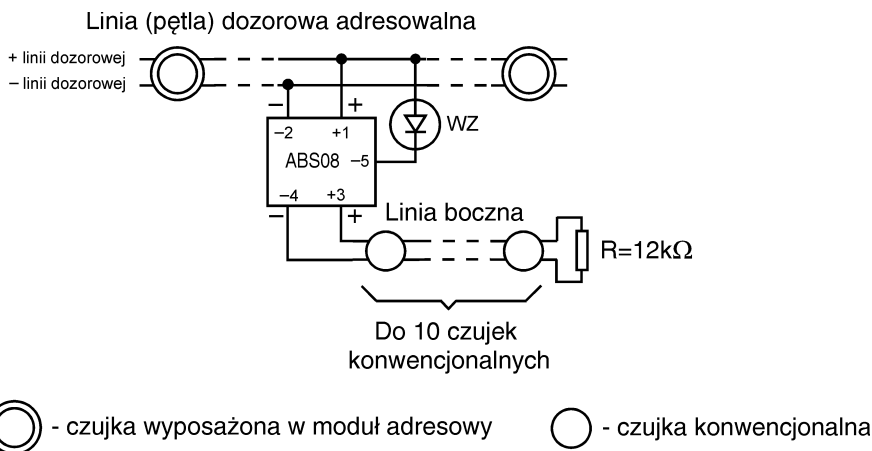 Linia (pętla) dozorowa adresowalna
+ linii dozorowej
– linii dozorowej
– +
WZ
–2 +1
ABS08 –5
–4 +3
– +
Linia boczna
R=12kΩ
Do 10 czujek
konwencjonalnych
- czujka wyposażona w moduł adresowy
- czujka konwencjonalna